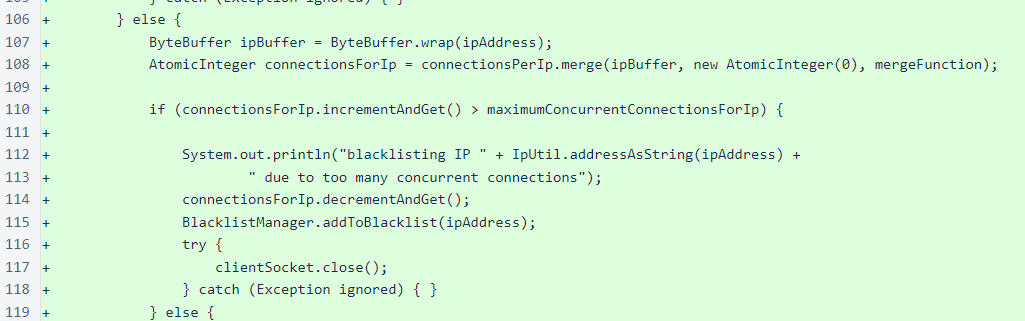 105 + } catch (Exception ignored) { }
106 + } else {
107 + ByteBuffer ipBuffer = ByteBuffer.wrap(ipAddress);
108 + AtomicInteger connectionsForIp = connectionsPerIp.merge(ipBuffer, new AtomicInteger(0), mergeFunction);
109 +
110 + if (connectionsForIp.incrementAndGet() > maximumConcurrentConnectionsForIp) {
111 +
112 + System.out.println("blacklisting IP " + IpUtil.addressAsString(ipAddress) +
113 + " due to too many concurrent connections");
114 + connectionsForIp.decrementAndGet();
115 + BlacklistManager.addToBlacklist(ipAddress);
116 + try {
117 + clientSocket.close();
118 + } catch (Exception ignored) { }
119 + } else {